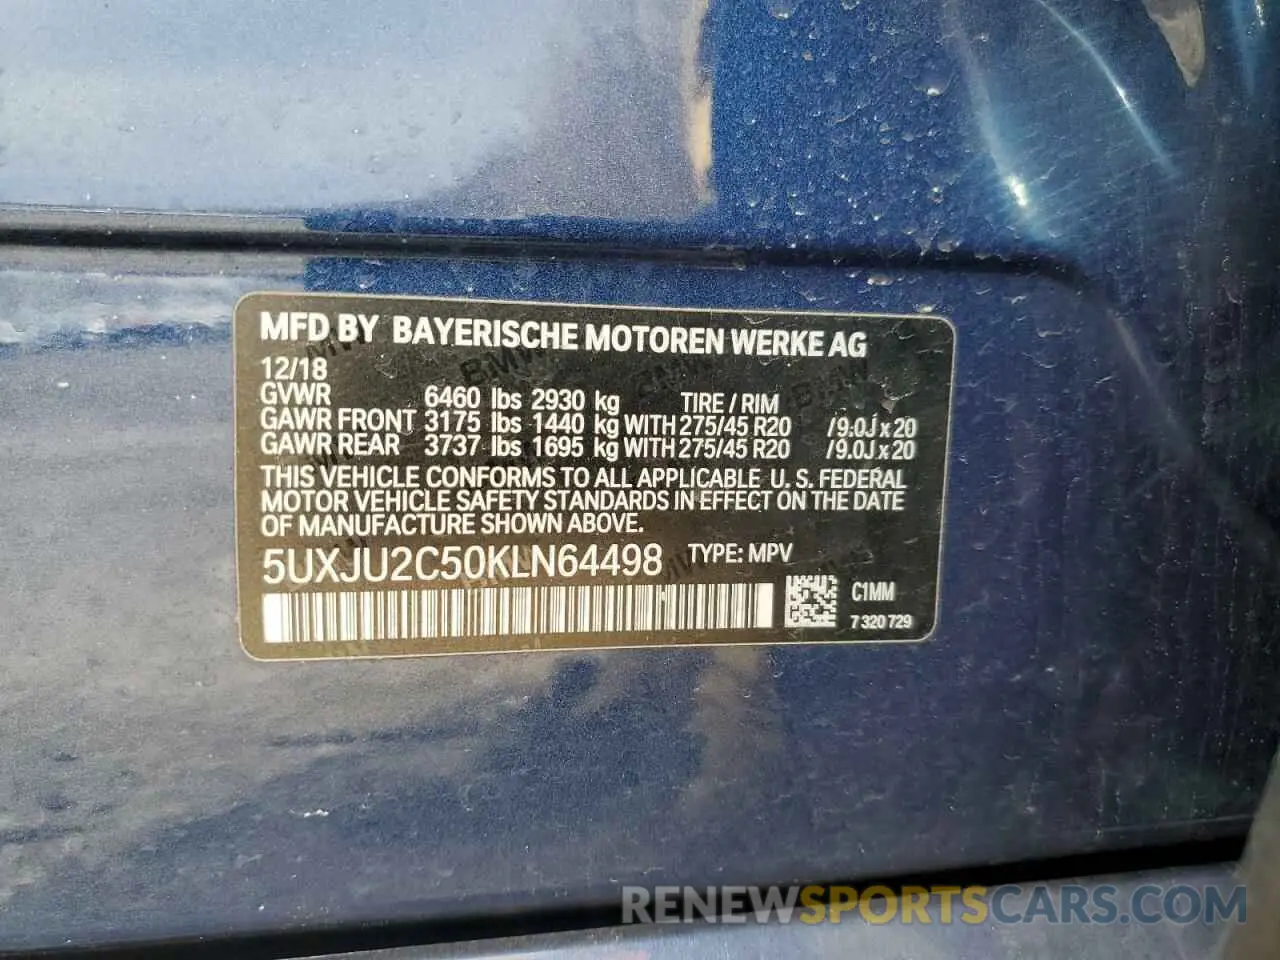 MFD BY BAYERISCHE MOTOREN WERKE AG
12/18
GVWR 6460 lbs 2930 kg TIRE / RIM
GAWR FRONT 3175 lbs 1440 kg WITH 275/45 R20 /9.0J x 20
GAWR REAR 3737 lbs 1695 kg WITH 275/45 R20 /9.0J x 20
THIS VEHICLE CONFORMS TO ALL APPLICABLE U. S. FEDERAL
MOTOR VEHICLE SAFETY STANDARDS IN EFFECT ON THE DATE
OF MANUFACTURE SHOWN ABOVE.
5UXJU2C50KLN64498 TYPE: MPV
C1MM
7 320 729
RENEWSPORTSCARS.COM